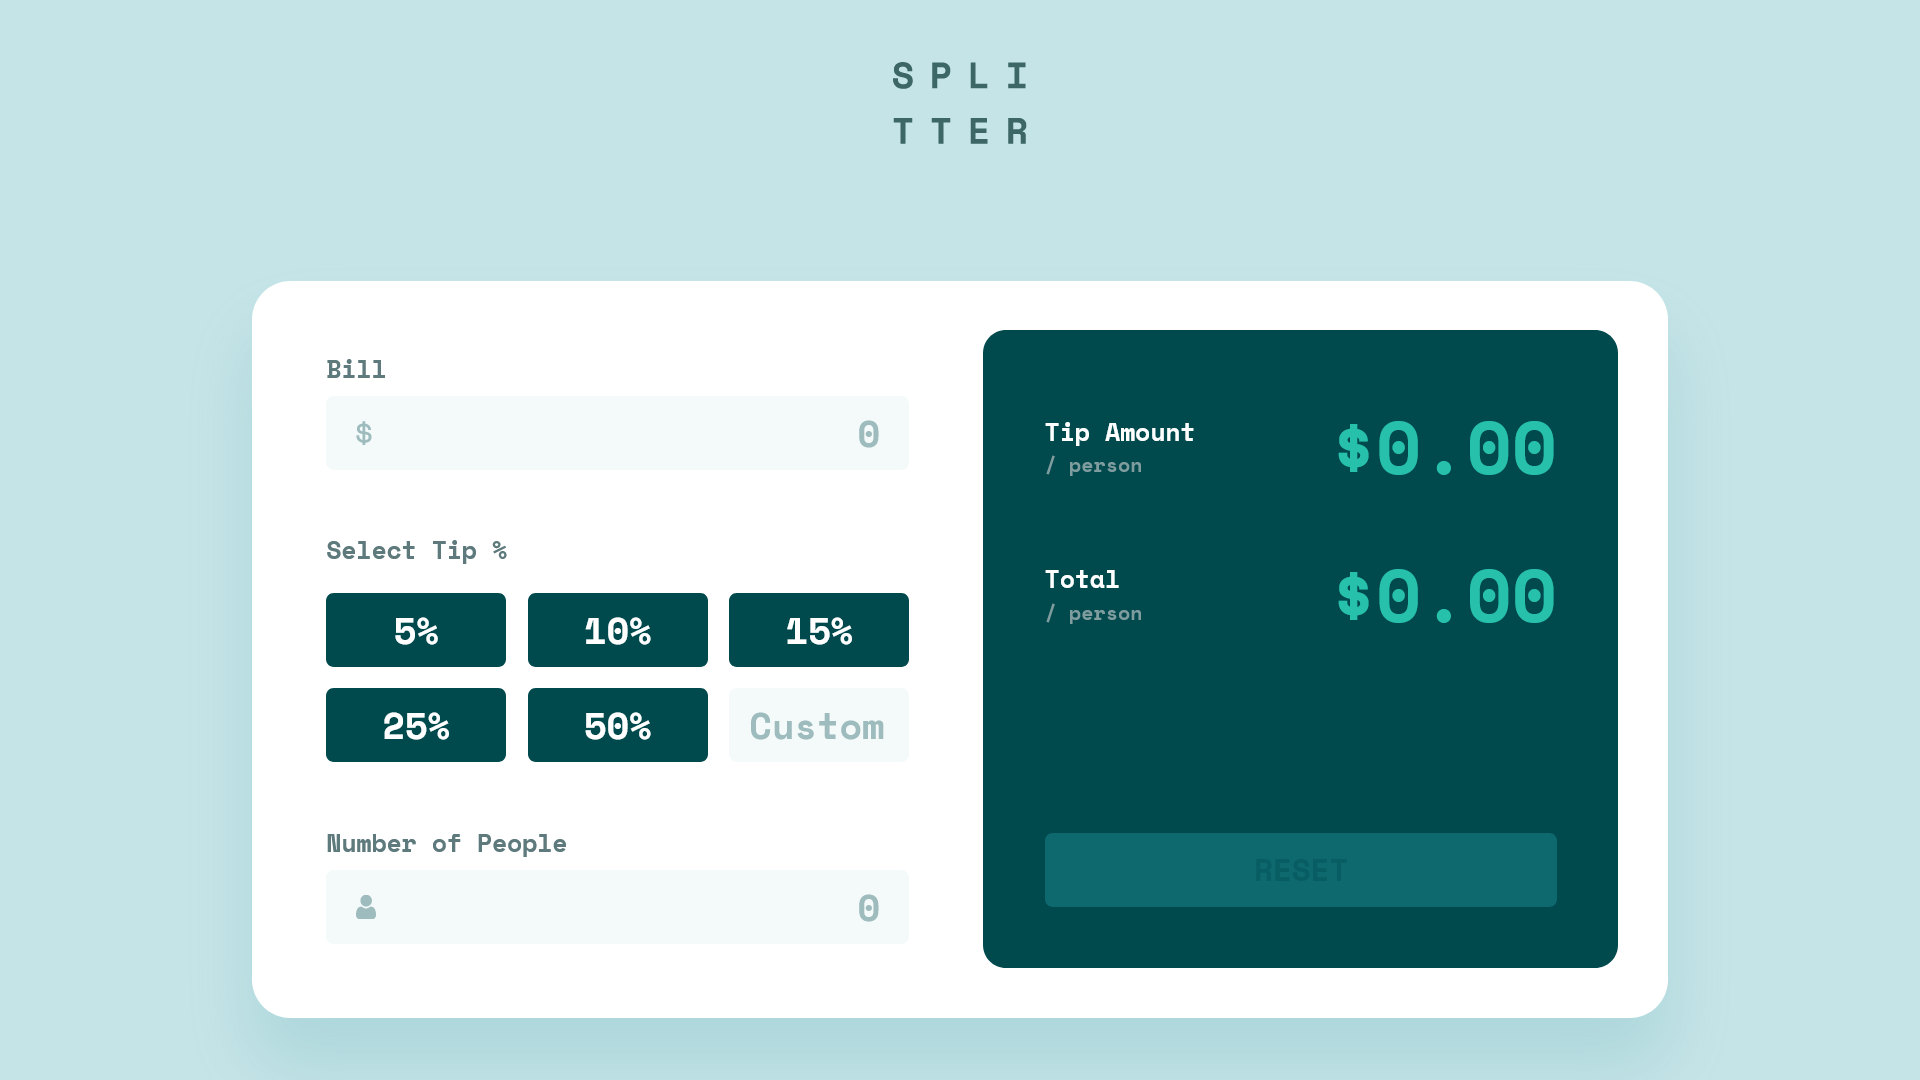 SPLI
TTER
Bill
$ 0
Select Tip %
5% 10% 15%
25% 50% Custom
Number of People
0
Tip Amount
/ person
$0.00
Total
/ person
$0.00
RESET